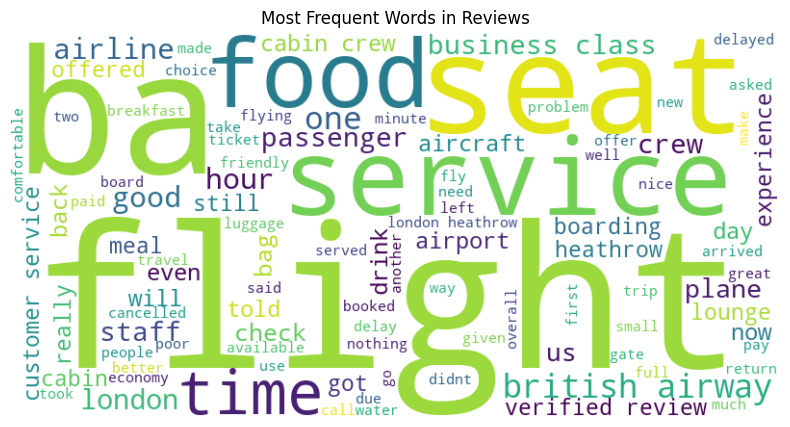 Most Frequent Words in Reviews
airline
made
food
cabin crew
business class
delayed
offered
choice
seat
asked
ba
two
breakfast
flying
minute
one
problem
new
take
ticket
passenger
aircraft
offer
crew
make
experience
comfortable
friendly
service
fly
well
nice
paid
board
hour
need
left
back
good
still
customer service
flight
luggage
london heathrow
boarding
day
meal
travel
served
drink
another
airport
heathrow
arrived
even
bag
said
great
really
will
cancelled
told
booked
way
overall
first
trip
plane
staff
poor
check
delay
nothing
given
small
lounge
people
available
us
gate
now
pay
better
use
didnt
full
return
cabin
economy
time
got
go
british airway
took
london
call
due
water
verified review
much